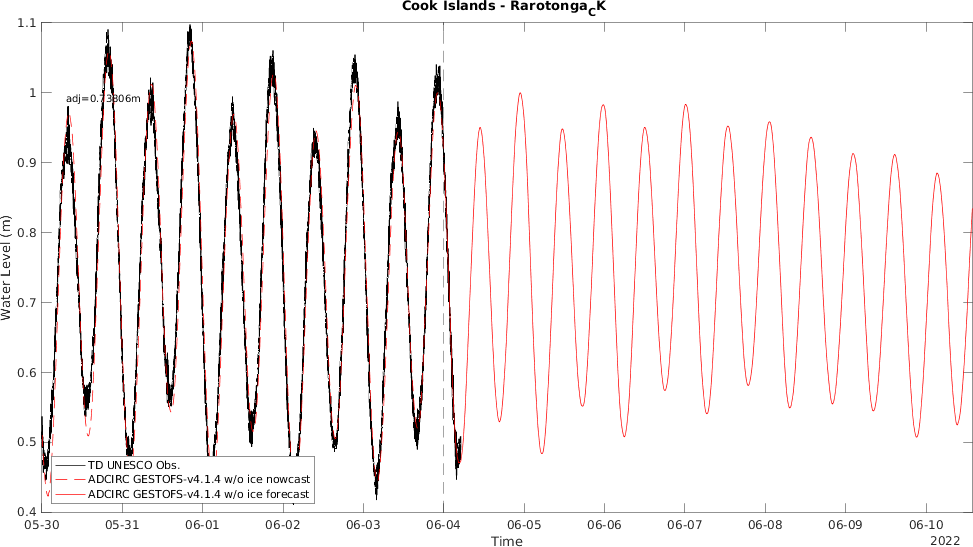 Cook Islands - Rarotonga_CK
1.1
1
0.9
0.8
0.7
0.6
0.5
0.4
Water Level (m)
adj=0.73806m
TD UNESCO Obs.
ADCIRC GESTOFS-v4.1.4 w/o ice nowcast
ADCIRC GESTOFS-v4.1.4 w/o ice forecast
05-30 05-31 06-01 06-02 06-03 06-04 06-05 06-06 06-07 06-08 06-09 06-10
Time
2022